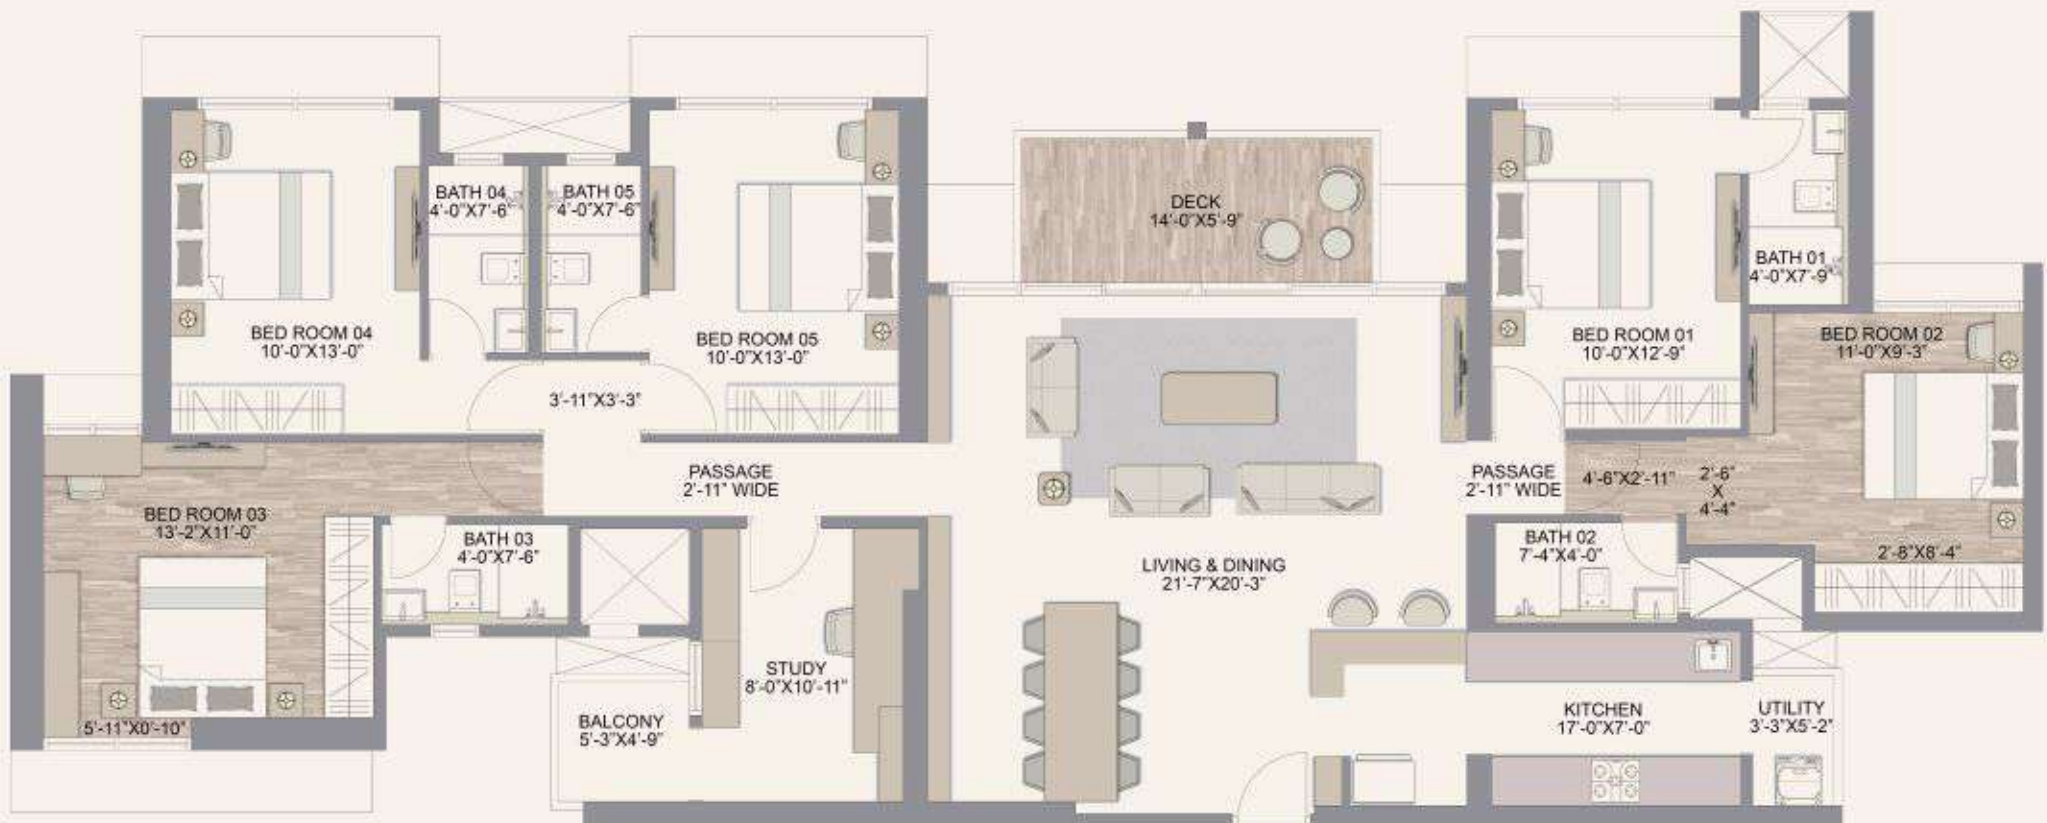 BATH 04
4'-0"X7'-6"
BATH 05
4'-0"X7'-6"
DECK
14'-0"X5'-9"
BATH 01
4'-0"X7'-9"
BED ROOM 04
10'-0"X13'-0"
BED ROOM 05
10'-0"X13'-0"
BED ROOM 01
10'-0"X12'-9"
BED ROOM 02
11'-0"X9'-3"
3'-11"X3'-3"
PASSAGE
2'-11" WIDE
PASSAGE
2'-11" WIDE
4'-6"X2'-11"
2'-6"
X
4'-4"
BED ROOM 03
13'-2"X11'-0"
BATH 03
4'-0"X7'-6"
LIVING & DINING
21'-7"X20'-3"
BATH 02
7'-4"X4'-0"
2'-8"X8'-4"
STUDY
8'-0"X10'-11"
BALCONY
5'-3"X4'-9"
5'-11"X0'-10"
KITCHEN
17'-0"X7'-0"
UTILITY
3'-3"X5'-2"